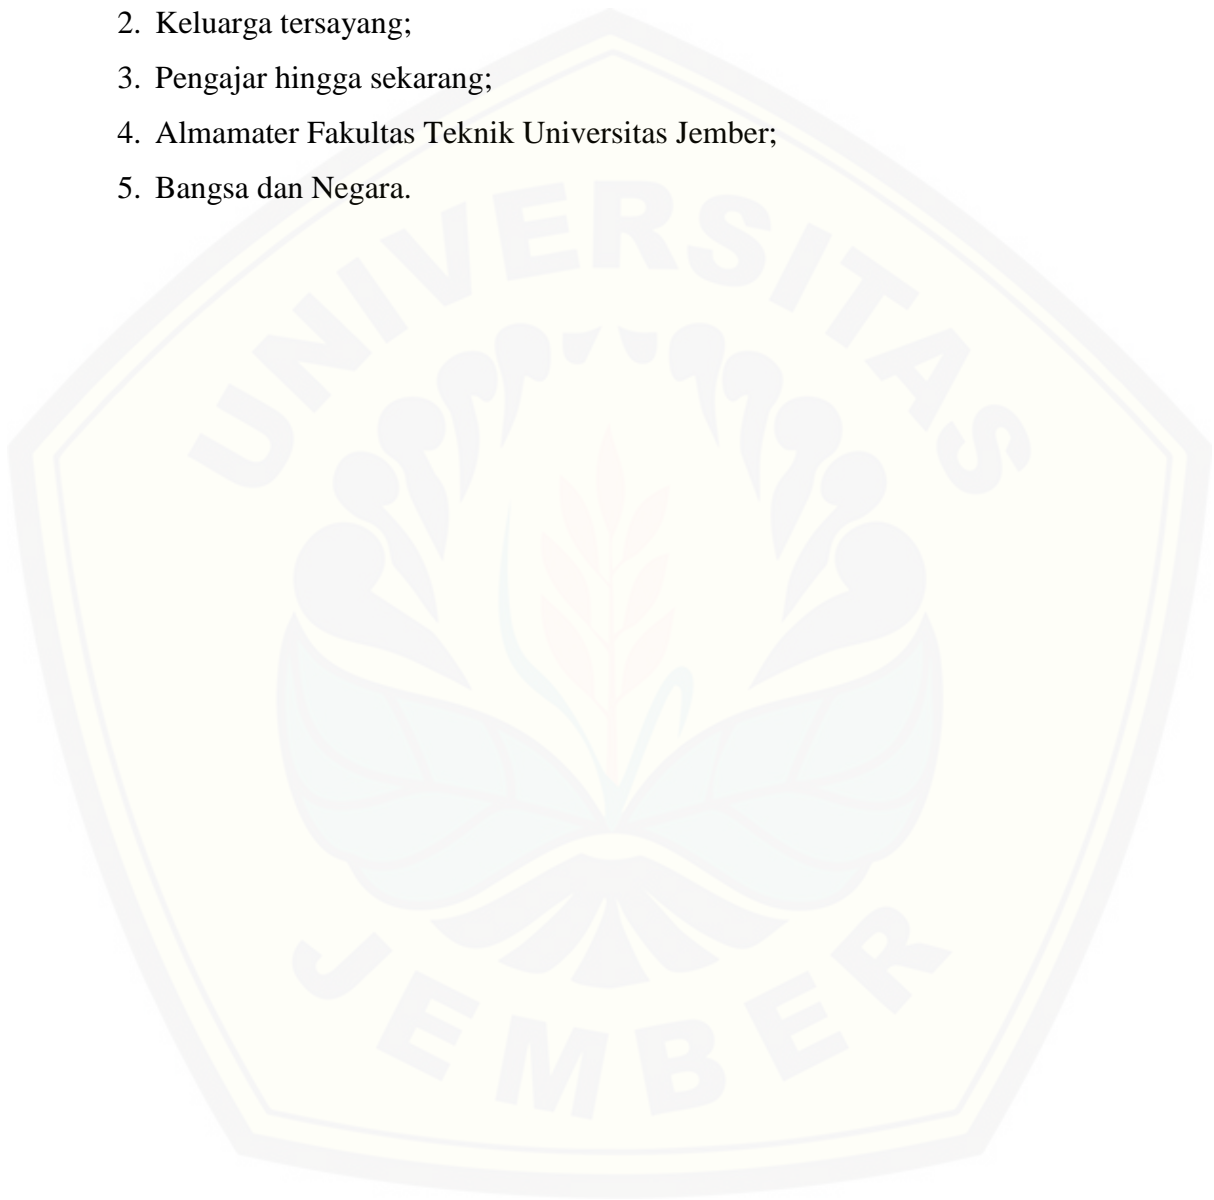 2. Keluarga tersayang;
3. Pengajar hingga sekarang;
4. Almamater Fakultas Teknik Universitas Jember;
5. Bangsa dan Negara.
UNIVERSITAS
JEMBER